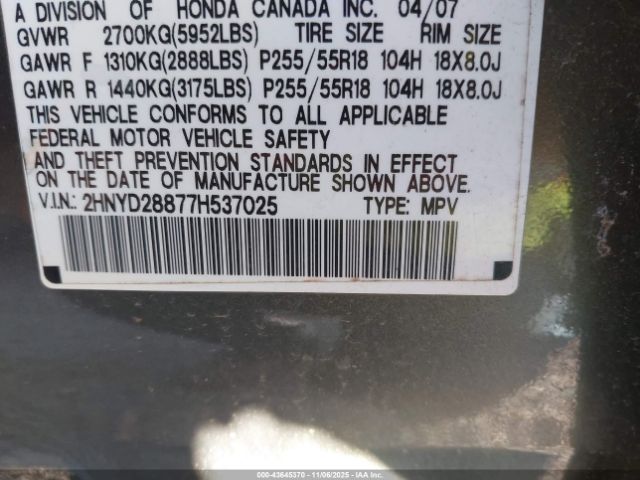 A DIVISION OF HONDA CANADA INC. 04/07
GVWR 2700KG(5952LBS) TIRE SIZE RIM SIZE
GAWR F 1310KG(2888LBS) P255/55R18 104H 18X8.0J
GAWR R 1440KG(3175LBS) P255/55R18 104H 18X8.0J
THIS VEHICLE CONFORMS TO ALL APPLICABLE
FEDERAL MOTOR VEHICLE SAFETY
AND THEFT PREVENTION STANDARDS IN EFFECT
ON THE DATE OF MANUFACTURE SHOWN ABOVE.
V.I.N.: 2HNYD28877H537025 TYPE: MPV
000-43645370 - 11/06/2025 - IAA Inc.